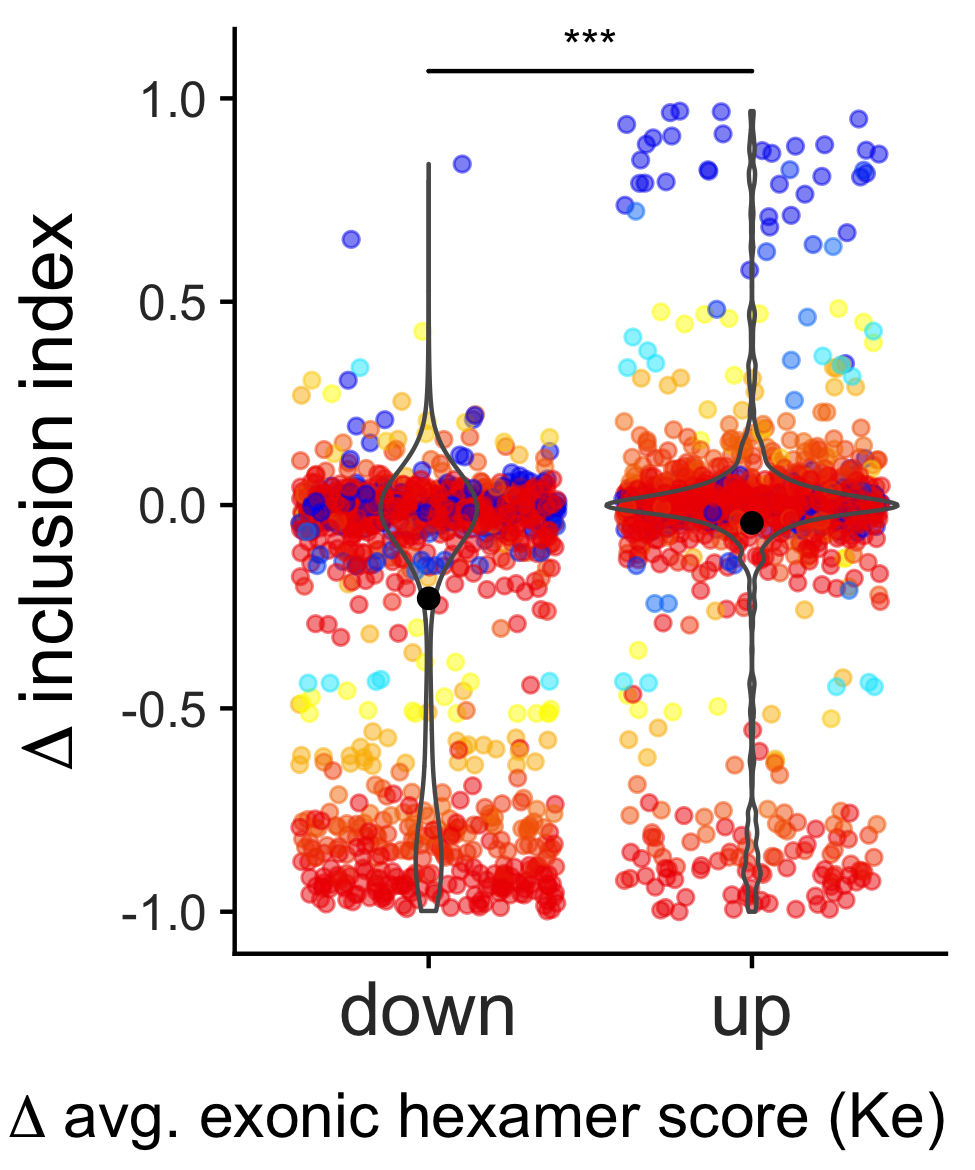 ***
1.0
0.5
0.0
-0.5
-1.0
Δ inclusion index
down up
Δ avg. exonic hexamer score (Ke)